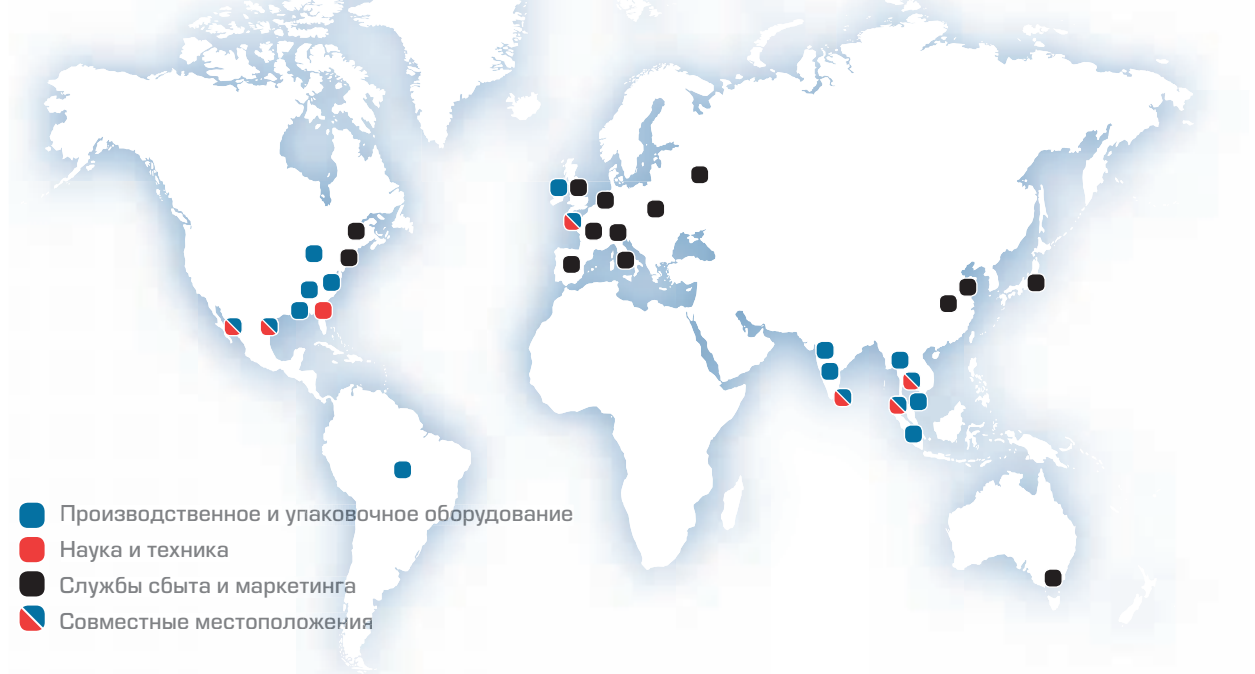 Производственное и упаковочное оборудование
Наука и техника
Службы сбыта и маркетинга
Совместные местоположения